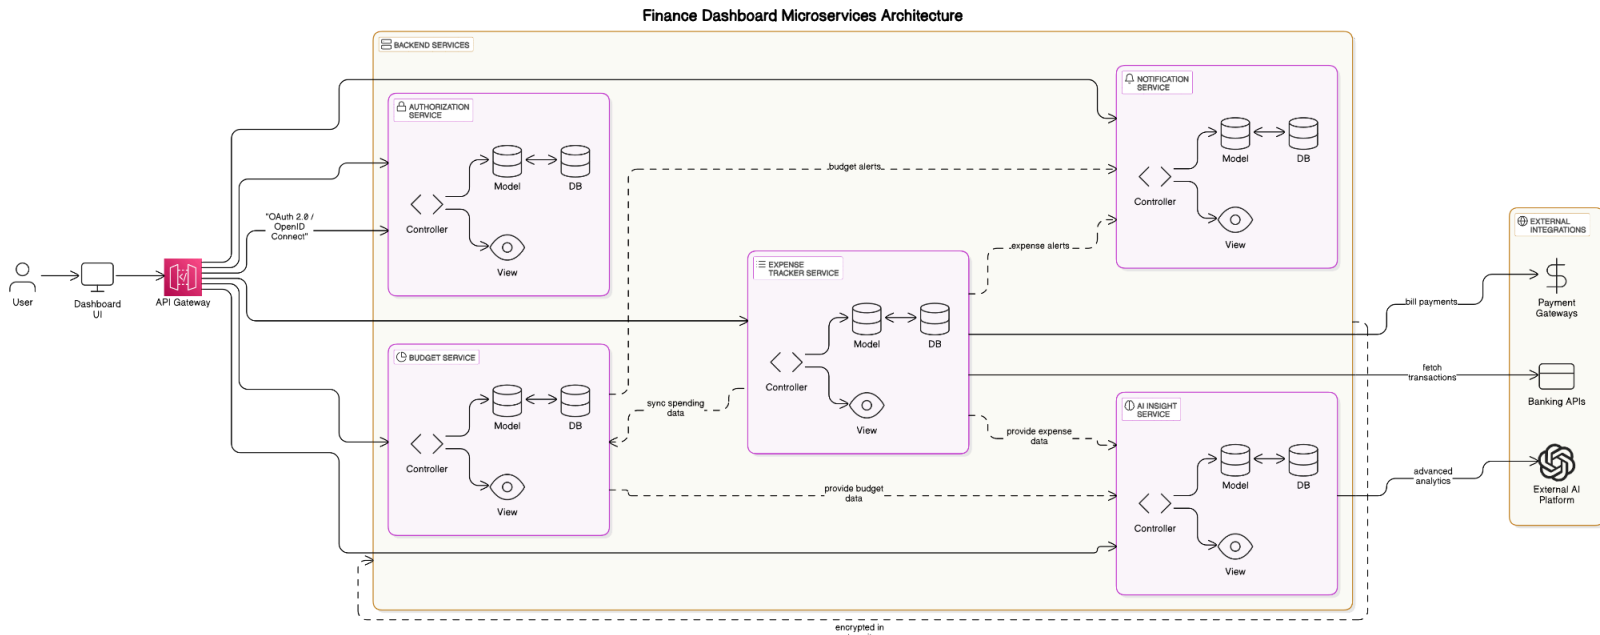 Finance Dashboard Microservices Architecture
BACKEND SERVICES
NOTIFICATION
SERVICE
Model
DB
Controller
View
AUTHORIZATION
SERVICE
Model
DB
Controller
View
budget alerts
"OAuth 2.0 /
OpenID
Connect"
expense alerts
EXTERNAL
INTEGRATIONS
User
Dashboard
UI
API Gateway
EXPENSE
TRACKER SERVICE
Model
DB
Controller
View
bill payments
Payment
Gateways
BUDGET SERVICE
Model
DB
Controller
View
sync spending
data
fetch
transactions
Banking APIs
AI INSIGHT
SERVICE
Model
DB
Controller
View
provide expense
data
provide budget
data
advanced
analytics
External AI
Platform
encrypted in